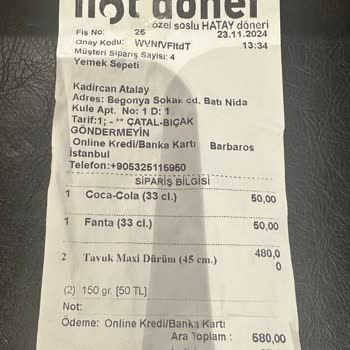 hot döner
özel soslu HATAY döneri
Fiş No: 25 23.11.2024
Onay Kodu: WVNfVFItdT 13:34
Müşteri Sipariş Sayısı: 4
Yemek Sepeti
Kadircan Atalay
Adres: Begonya Sokak cd. Batı Nida
Kule Apt. No: 1 D: 1
Tarif:1; - ** ÇATAL-BIÇAK
GÖNDERMEYİN
Online Kredi/Banka Kartı Barbaros
İstanbul
Telefon:+905325115950
SİPARİŞ BİLGİSİ
1 Coca-Cola (33 cl.) 50,00
1 Fanta (33 cl.) 50,00
2 Tavuk Maxi Dürüm (45 cm.) 480,0
0
(2) 150 gr. [50 TL]
Not:
Ödeme: Online Kredi/Banka Kartı
Ara Toplam : 580,00